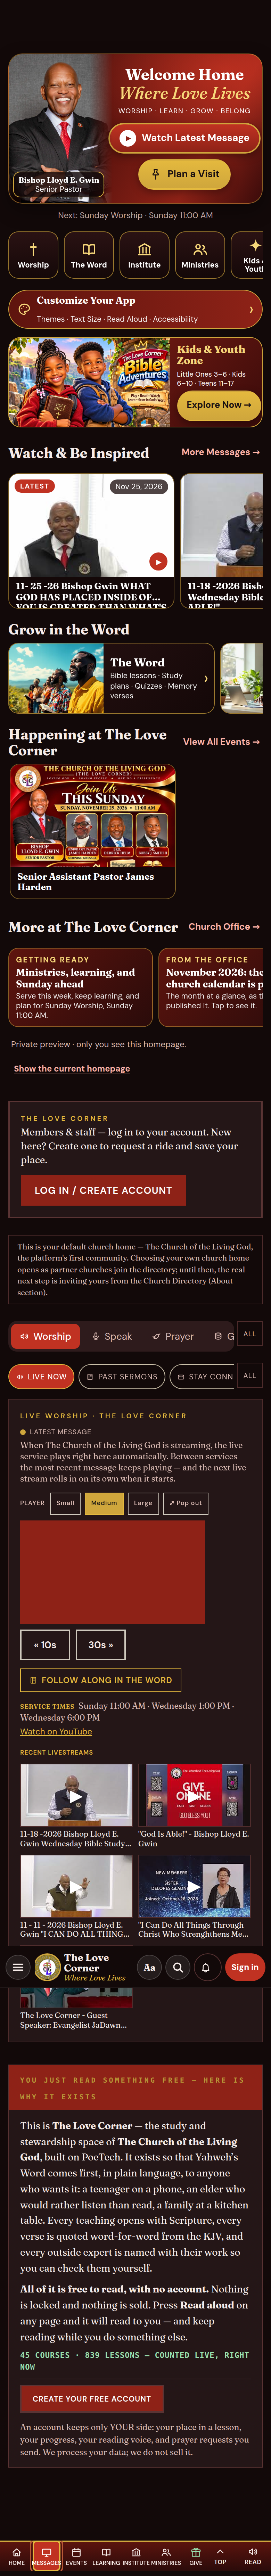 Welcome Home
Where Love Lives
WORSHIP · LEARN · GROW · BELONG
Watch Latest Message
Plan a Visit
Bishop Lloyd E. Gwin
Senior Pastor
Next: Sunday Worship · Sunday 11:00 AM
Worship
The Word
Institute
Ministries
Kids &
Youth
Customize Your App
Themes · Text Size · Read Aloud · Accessibility
The Love Corner
Bible
Adventures
Kids & Youth
Zone
Little Ones 3–6 · Kids
6–10 · Teens 11–17
Explore Now →
Watch & Be Inspired
More Messages →
LATEST
Nov 25, 2026
11- 25 -26 Bishop Gwin WHAT
GOD HAS PLACED INSIDE OF...
YOU IS GREATER THAN WHAT'S
11-18 -2026 Bish
Wednesday Bible
ABLE!"
Grow in the Word
The Word
Bible lessons · Study
plans · Quizzes · Memory
verses
Happening at The Love
Corner
View All Events →
THE CHURCH OF THE LIVING GOD
(THE LOVE CORNER)
Join Us
THIS SUNDAY
SUNDAY, NOVEMBER 29, 2026 • 11:00 AM
BISHOP
LLOYD E. GWIN
SENIOR PASTOR
Senior Assistant Pastor James
Harden
More at The Love Corner
Church Office →
GETTING READY
Ministries, learning, and
Sunday ahead
Serve this week, keep learning, and
plan for Sunday Worship, Sunday
11:00 AM.
FROM THE OFFICE
November 2026: the
church calendar is p
The month at a glance, as t
published it. Tap to see it.
Private preview · only you see this homepage.
Show the current homepage
THE LOVE CORNER
Members & staff — log in to your account. New
here? Create one to request a ride and save your
place.
LOG IN / CREATE ACCOUNT
This is your default church home — The Church of the Living God,
the platform's first community. Choosing your own church home
opens as partner churches join the directory; until then, the real
next step is inviting yours from the Church Directory (About
section).
Worship
Speak
Prayer
G
ALL
LIVE NOW
PAST SERMONS
STAY CONN
ALL
LIVE WORSHIP · THE LOVE CORNER
LATEST MESSAGE
When The Church of the Living God is streaming, the live
service plays right here automatically. Between services
the most recent message keeps playing — and the next live
stream rolls in on its own when it starts.
PLAYER
Small
Medium
Large
⤢ Pop out
« 10s
30s »
FOLLOW ALONG IN THE WORD
SERVICE TIMES Sunday 11:00 AM · Wednesday 1:00 PM ·
Wednesday 6:00 PM
Watch on YouTube
RECENT LIVESTREAMS
GIVE
ONLINE
GOD BLESS YOU!
11-18 -2026 Bishop Lloyd E.
Gwin Wednesday Bible Study...
"God Is Able!" - Bishop Lloyd E.
Gwin
NEW MEMBERS
SISTER
DELORES GLADNEY
Joined October 24, 2026
11 - 11 - 2026 Bishop Lloyd E.
Gwin "I CAN DO ALL THING'S...
"I Can Do All Things Through
Christ Who Strenghthens Me...
The Love
Corner
Where Love Lives
Aa
Sign in
The Love Corner - Guest
Speaker: Evangelist JaDawn...
YOU JUST READ SOMETHING FREE — HERE IS
WHY IT EXISTS
This is The Love Corner — the study and
stewardship space of The Church of the Living
God, built on PoeTech. It exists so that Yahweh's
Word comes first, in plain language, to anyone
who wants it: a teenager on a phone, an elder who
would rather listen than read, a family at a kitchen
table. Every teaching opens with Scripture, every
verse is quoted word-for-word from the KJV, and
every outside expert is named with their work so
you can check them yourself.
All of it is free to read, with no account. Nothing
is locked and nothing is sold. Press Read aloud on
any page and it will read to you — and keep
reading while you do something else.
45 COURSES · 839 LESSONS — COUNTED LIVE, RIGHT
NOW
CREATE YOUR FREE ACCOUNT
An account keeps only YOUR side: your place in a lesson,
your progress, your reading voice, and prayer requests you
send. We process your data; we do not sell it.
HOME
MESSAGES
EVENTS
LEARNING
INSTITUTE
MINISTRIES
GIVE
TOP
READ